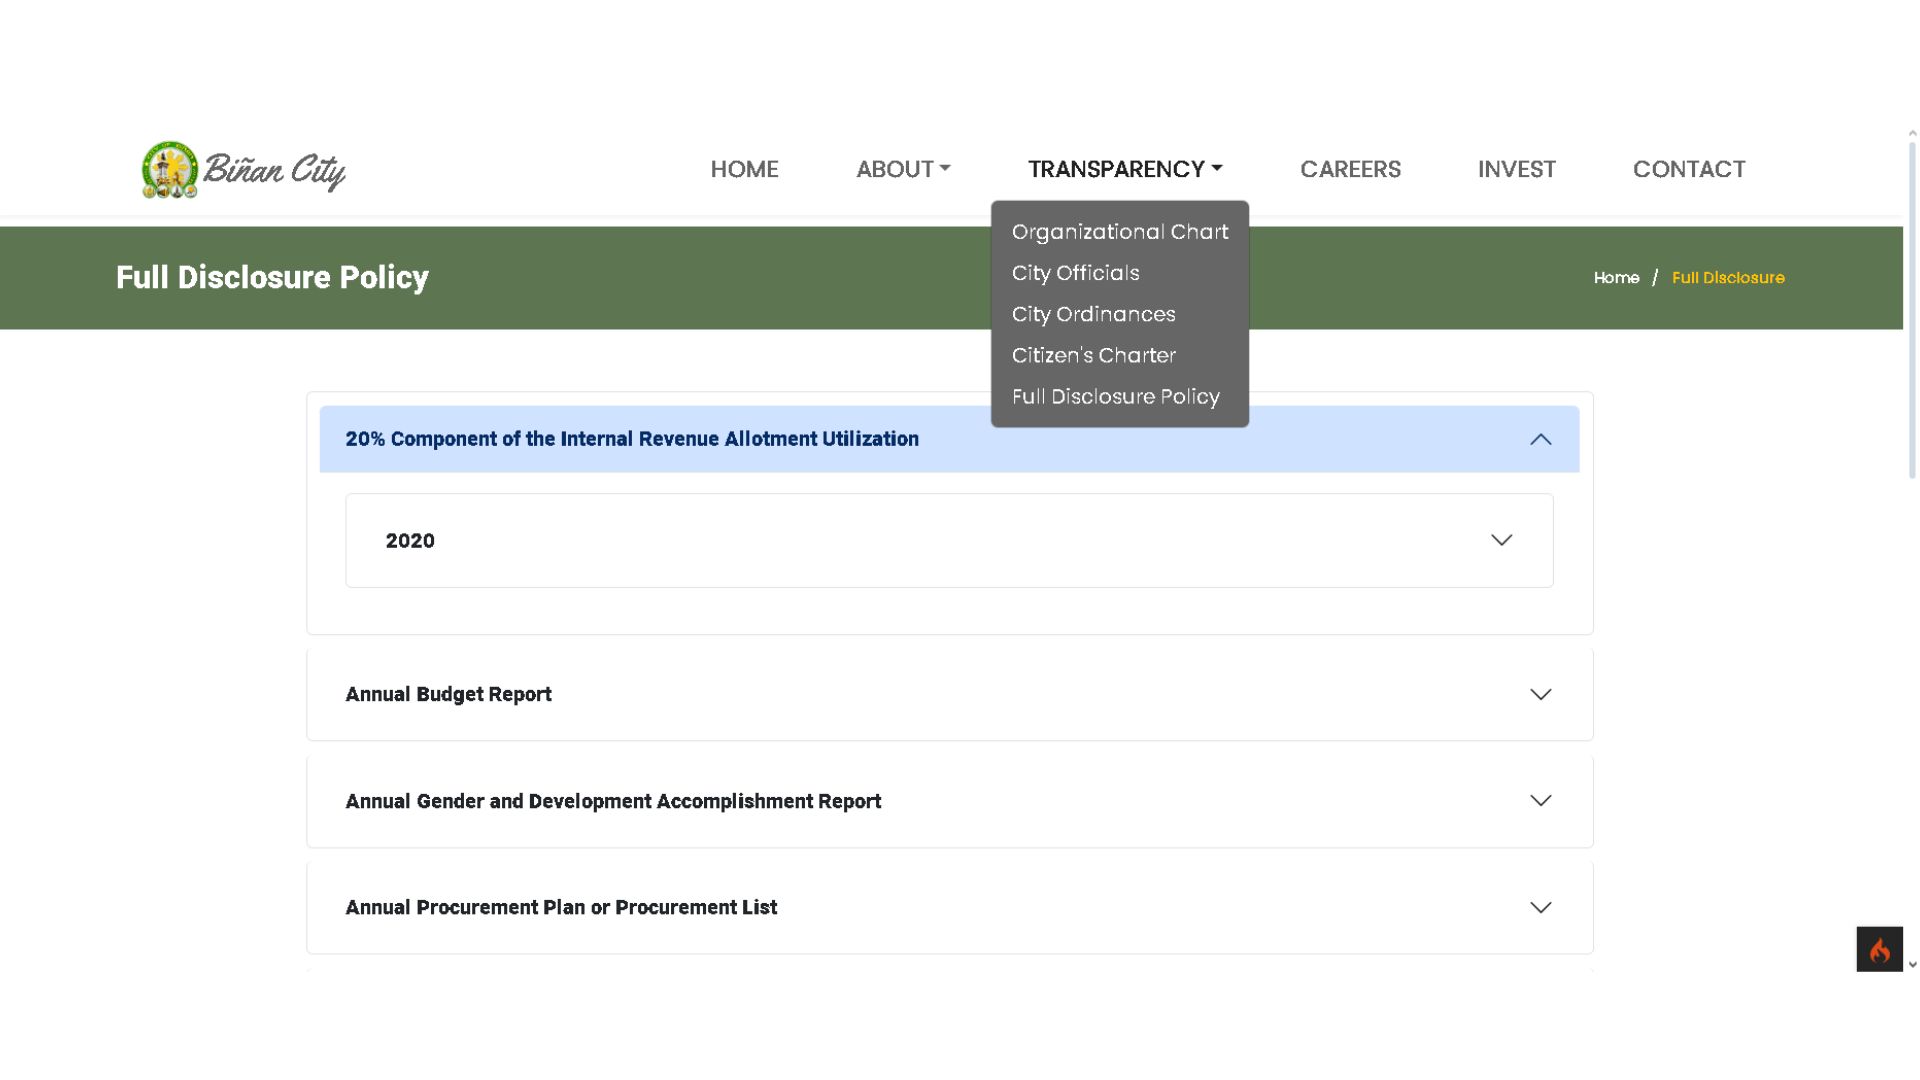 Biñan City
HOME
ABOUT
TRANSPARENCY
CAREERS
INVEST
CONTACT
Organizational Chart
City Officials
City Ordinances
Citizen's Charter
Full Disclosure Policy
Full Disclosure Policy
Home / Full Disclosure
20% Component of the Internal Revenue Allotment Utilization
2020
Annual Budget Report
Annual Gender and Development Accomplishment Report
Annual Procurement Plan or Procurement List